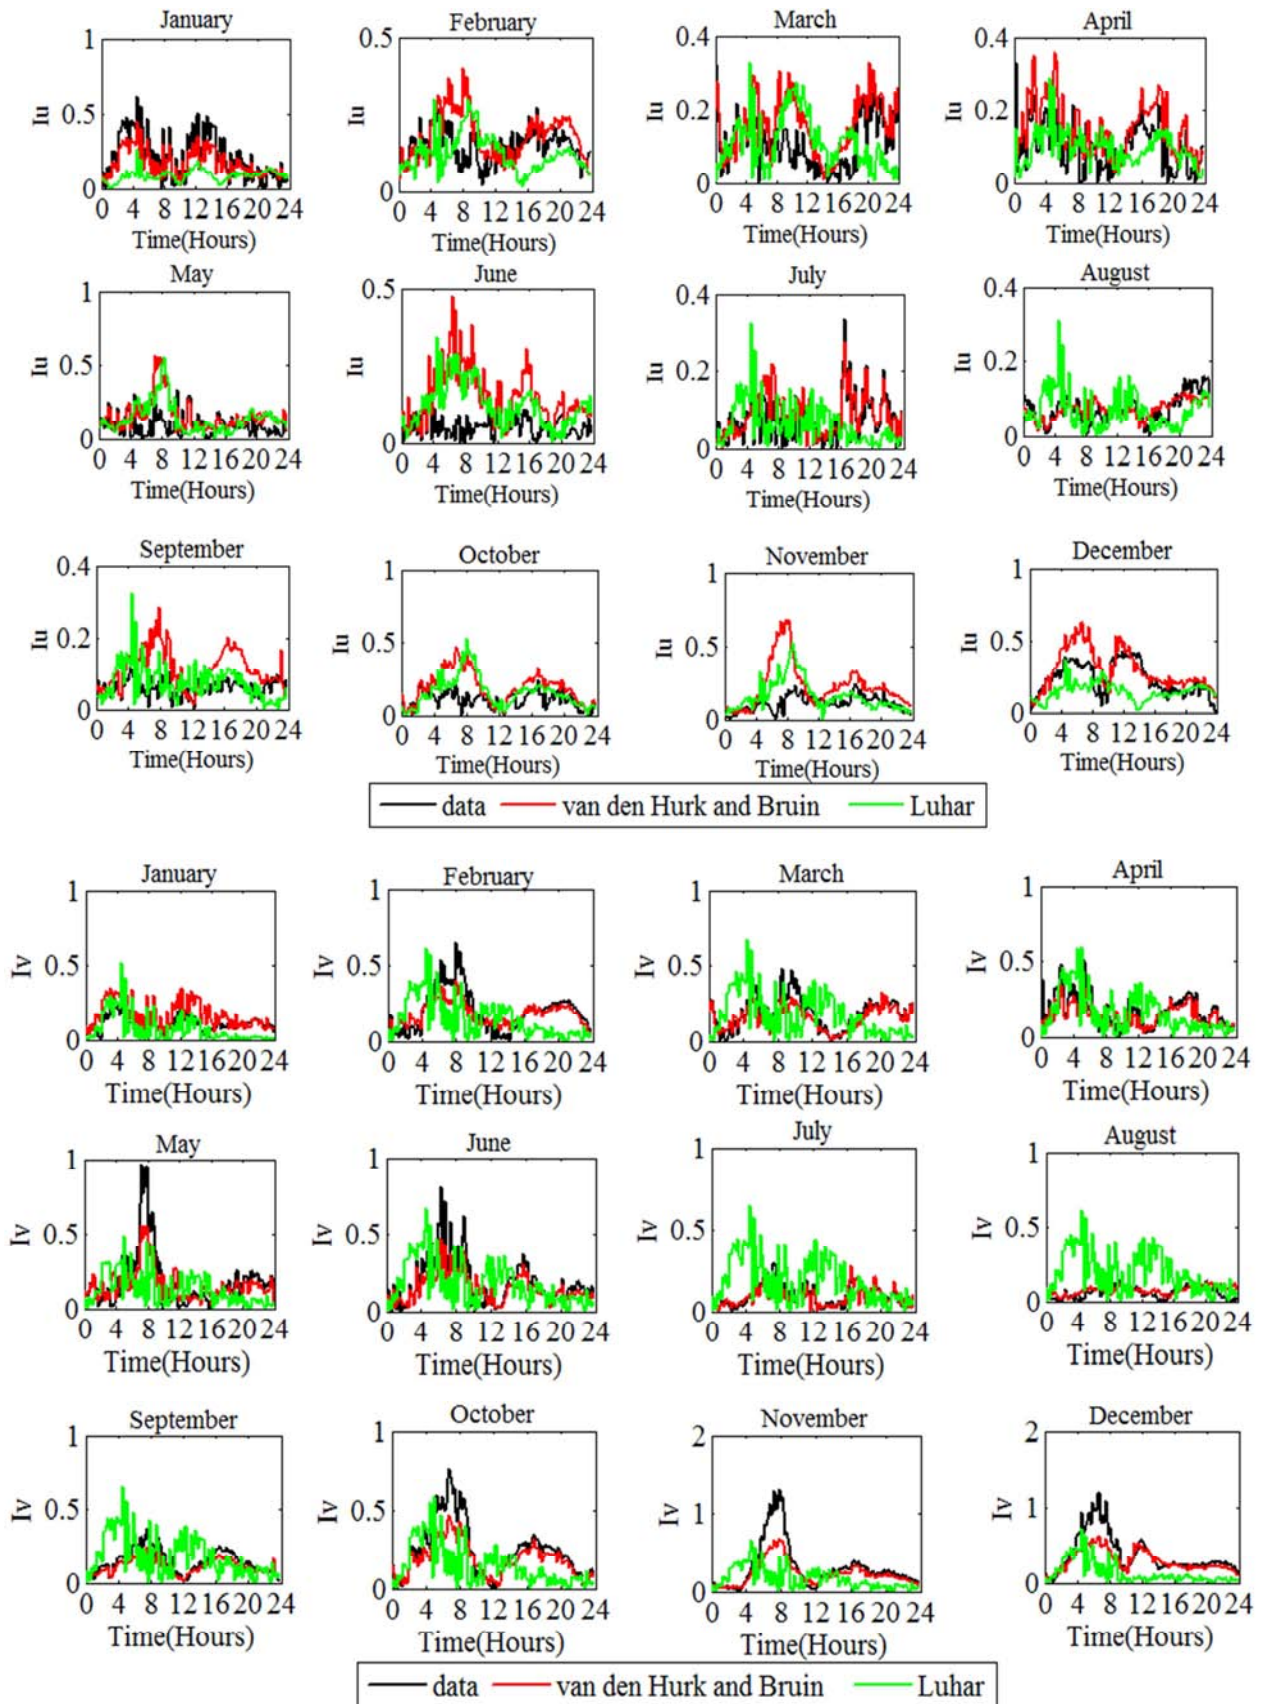 January February March April
1 0.5 0.4 0.4
Iu 0.5 Iu Iu 0.2 Iu 0.2
0 0 0 0
0 4 8 12 16 20 24 0 4 8 12 16 20 24 0 4 8 12 16 20 24 0 4 8 12 16 20 24
Time(Hours) Time(Hours) Time(Hours) Time(Hours)
May June July August
1 0.5 0.4 0.4
Iu 0.5 Iu Iu 0.2 Iu 0.2
0 0 0 0
0 4 8 12 16 20 24 0 4 8 12 16 20 24 0 4 8 12 16 20 24 0 4 8 12 16 20 24
Time(Hours) Time(Hours) Time(Hours) Time(Hours)
September October November December
0.4 1 1 1
Iu 0.2 Iu 0.5 Iu 0.5 Iu 0.5
0 0 0 0
0 4 8 12 16 20 24 0 4 8 12 16 20 24 0 4 8 12 16 20 24 0 4 8 12 16 20 24
Time(Hours) Time(Hours) Time(Hours) Time(Hours)
data van den Hurk and Bruin Luhar
January February March April
1 1 1 1
Iv 0.5 Iv 0.5 Iv 0.5 Iv 0.5
0 0 0 0
0 4 8 12 16 20 24 0 4 8 12 16 20 24 0 4 8 12 16 20 24 0 4 8 12 16 20 24
Time(Hours) Time(Hours) Time(Hours) Time(Hours)
May June July August
1 1 1 1
Iv 0.5 Iv 0.5 Iv 0.5 Iv 0.5
0 0 0 0
0 4 8 12 16 20 24 0 4 8 12 16 20 24 0 4 8 12 16 20 24 0 4 8 12 16 20 24
Time(Hours) Time(Hours) Time(Hours) Time(Hours)
September October November December
1 1 2 2
Iv 0.5 Iv 0.5 Iv 1 Iv 1
0 0 0 0
0 4 8 12 16 20 24 0 4 8 12 16 20 24 0 4 8 12 16 20 24 0 4 8 12 16 20 24
Time(Hours) Time(Hours) Time(Hours) Time(Hours)
data van den Hurk and Bruin Luhar